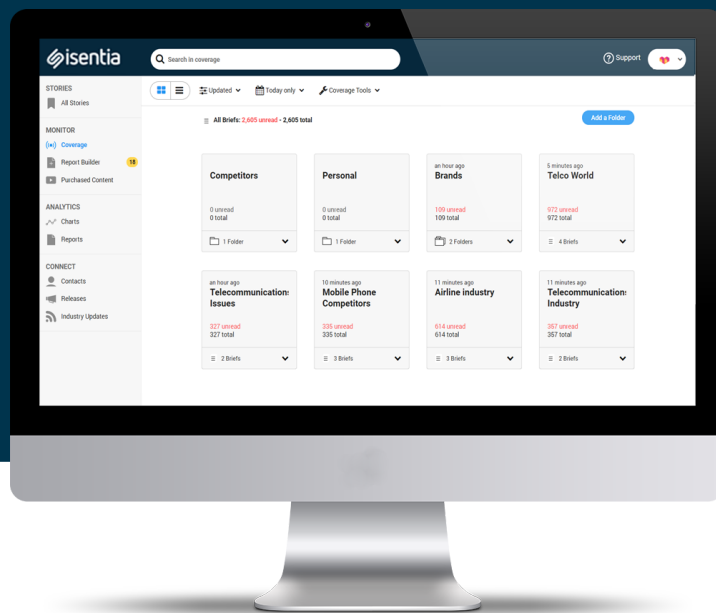 isentia
Search in coverage
Support
STORIES
All Stories
MONITOR
Coverage
Report Builder 18
Purchased Content
ANALYTICS
Charts
Reports
CONNECT
Contacts
Releases
Industry Updates
Updated Today only Coverage Tools
All Briefs: 2,605 unread - 2,605 total
Add a Folder
Competitors
0 unread
0 total
1 Folder
Personal
0 unread
0 total
1 Folder
an hour ago
Brands
109 unread
109 total
2 Folders
5 minutes ago
Telco World
972 unread
972 total
4 Briefs
an hour ago
Telecommunications
Issues
327 unread
327 total
2 Briefs
10 minutes ago
Mobile Phone
Competitors
335 unread
335 total
3 Briefs
11 minutes ago
Airline industry
614 unread
614 total
3 Briefs
11 minutes ago
Telecommunications
Industry
357 unread
357 total
2 Briefs